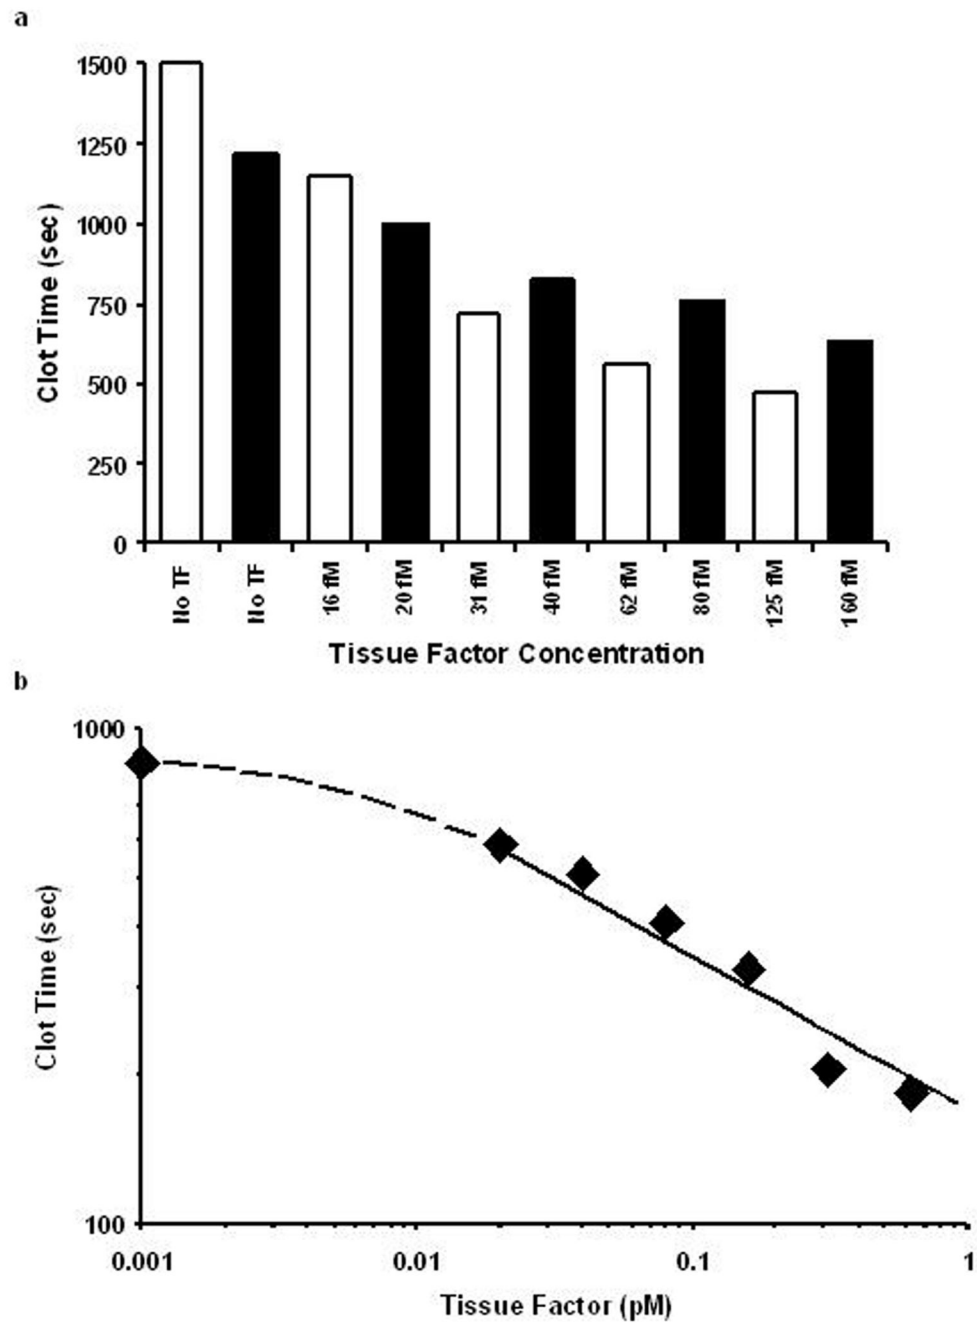 a
1500
1250
1000
750
500
250
0
Clot Time (sec)
No TF
No TF
16 fM
20 fM
31 fM
40 fM
62 fM
80 fM
125 fM
160 fM
Tissue Factor Concentration
b
1000
100
Clot Time (sec)
0.001
0.01
0.1
1
Tissue Factor (pM)